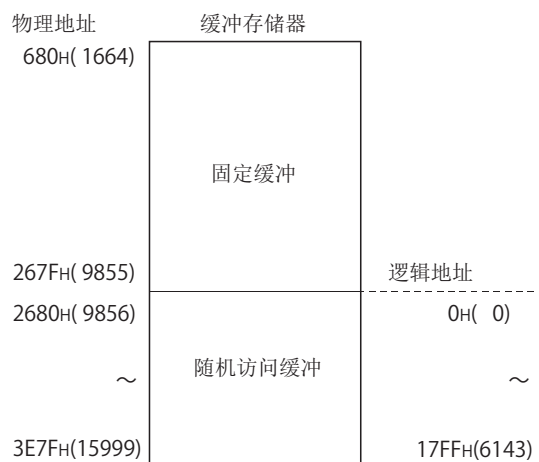 物理地址 缓冲存储器
680H( 1664)
固定缓冲
267FH( 9855) 逻辑地址
2680H( 9856) 0H( 0)
随机访问缓冲
～ ～
3E7FH(15999) 17FFH(6143)